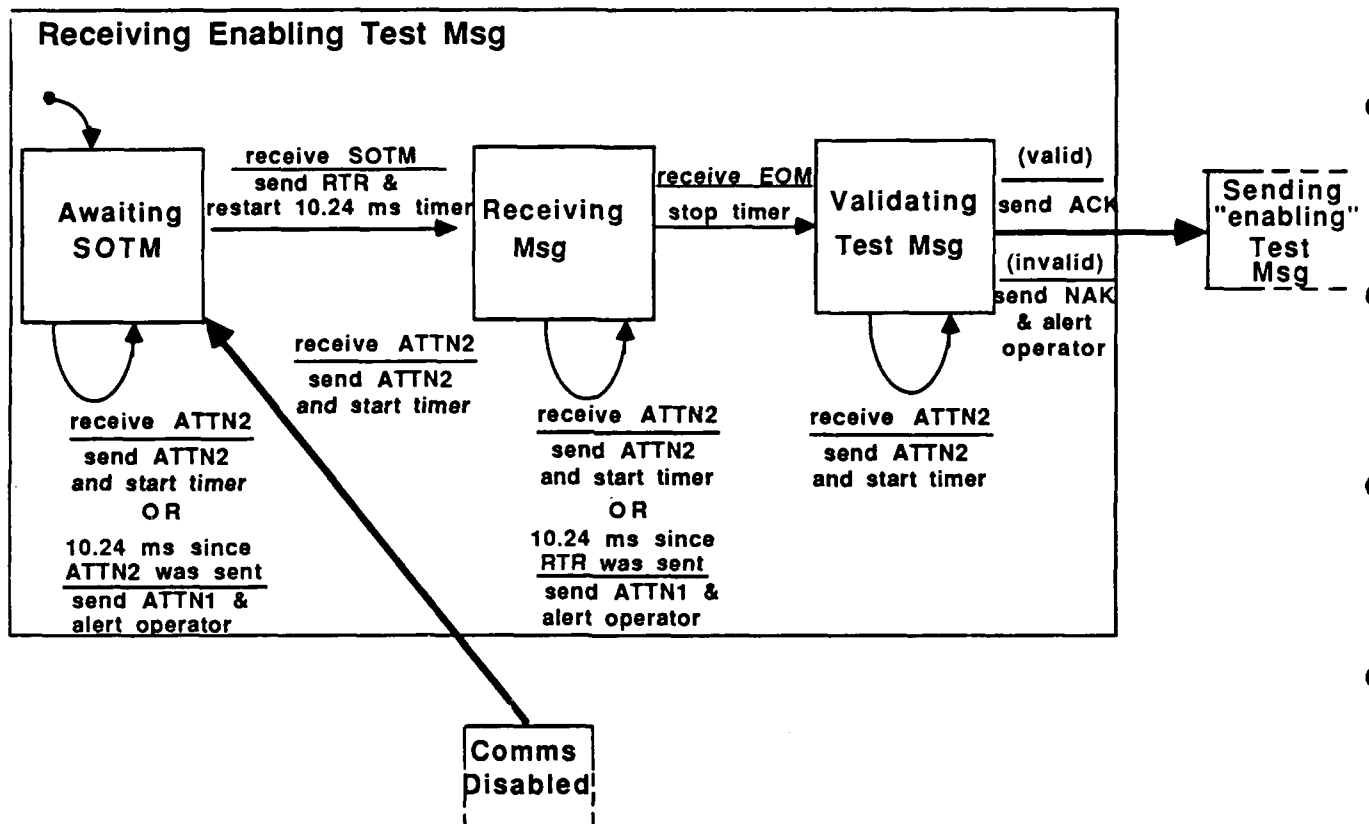 Receiving Enabling Test Msg
Awaiting
SOTM
receive SOTM
send RTR &
restart 10.24 ms timer
Receiving
Msg
receive EOM
stop timer
Validating
Test Msg
(valid)
send ACK
(invalid)
send NAK
& alert
operator
Sending
"enabling"
Test
Msg
receive ATTN2
send ATTN2
and start timer
receive ATTN2
send ATTN2
and start timer
OR
10.24 ms since
ATTN2 was sent
send ATTN1 &
alert operator
receive ATTN2
send ATTN2
and start timer
OR
10.24 ms since
RTR was sent
send ATTN1 &
alert operator
receive ATTN2
send ATTN2
and start timer
Comms
Disabled